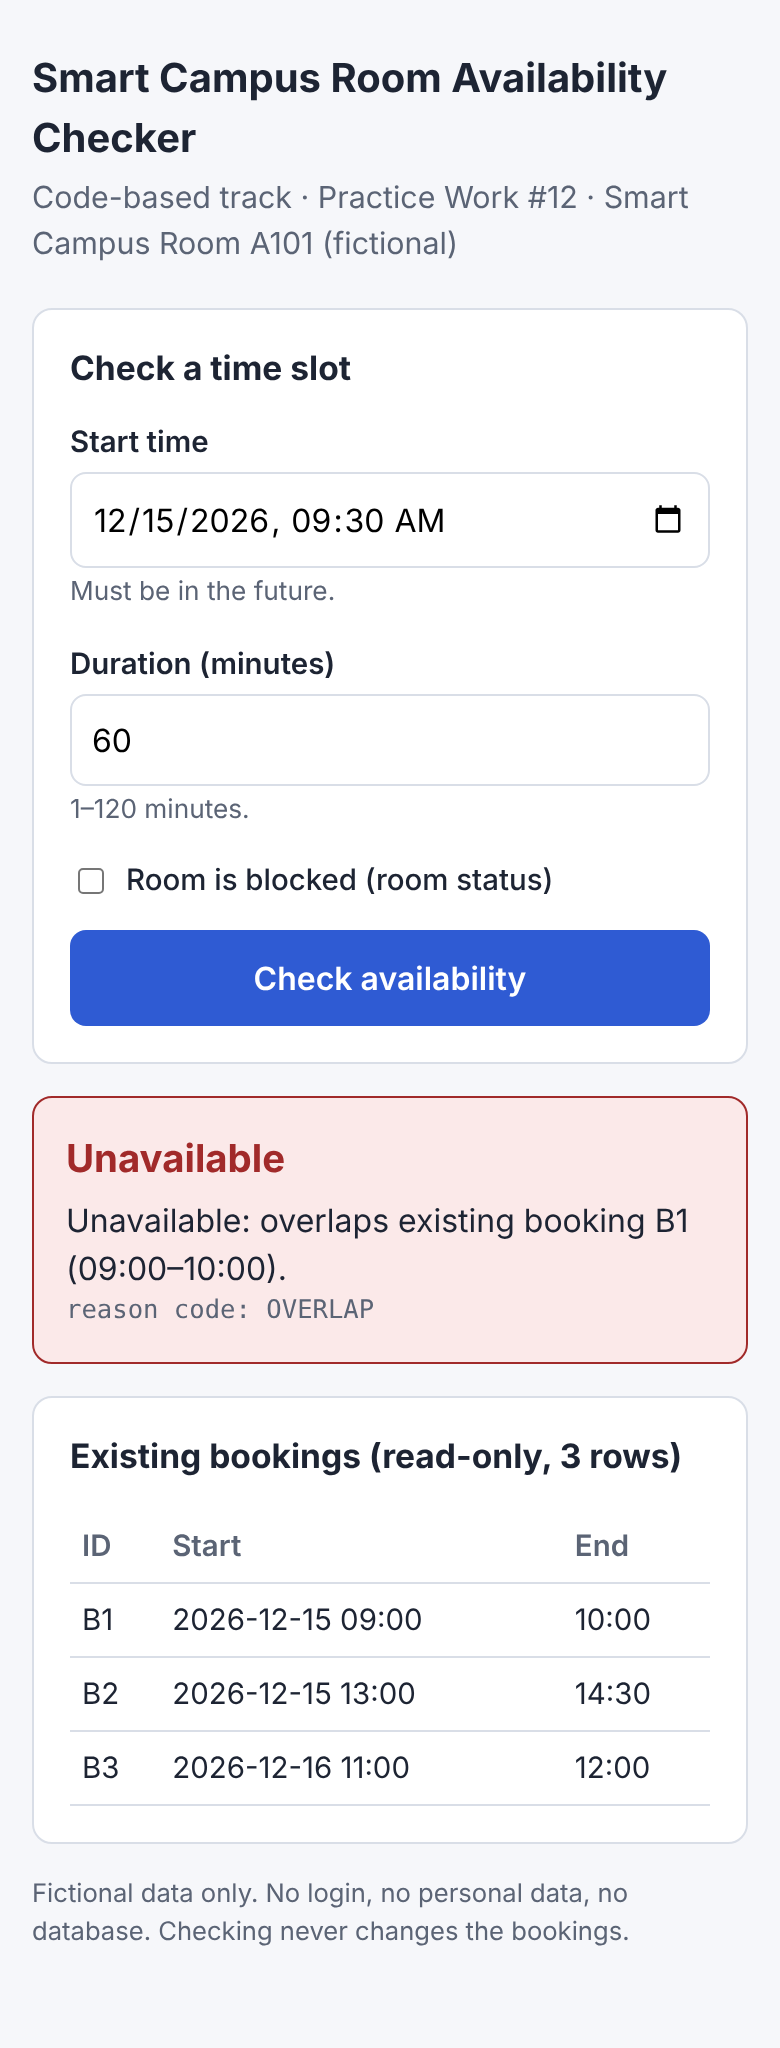 Smart Campus Room Availability
Checker
Code-based track · Practice Work #12 · Smart
Campus Room A101 (fictional)
Check a time slot
Start time
12/15/2026, 09:30 AM
Must be in the future.
Duration (minutes)
60
1–120 minutes.
Room is blocked (room status)
Check availability
Unavailable
Unavailable: overlaps existing booking B1
(09:00–10:00).
reason code: OVERLAP
Existing bookings (read-only, 3 rows)
ID Start End
B1 2026-12-15 09:00 10:00
B2 2026-12-15 13:00 14:30
B3 2026-12-16 11:00 12:00
Fictional data only. No login, no personal data, no
database. Checking never changes the bookings.